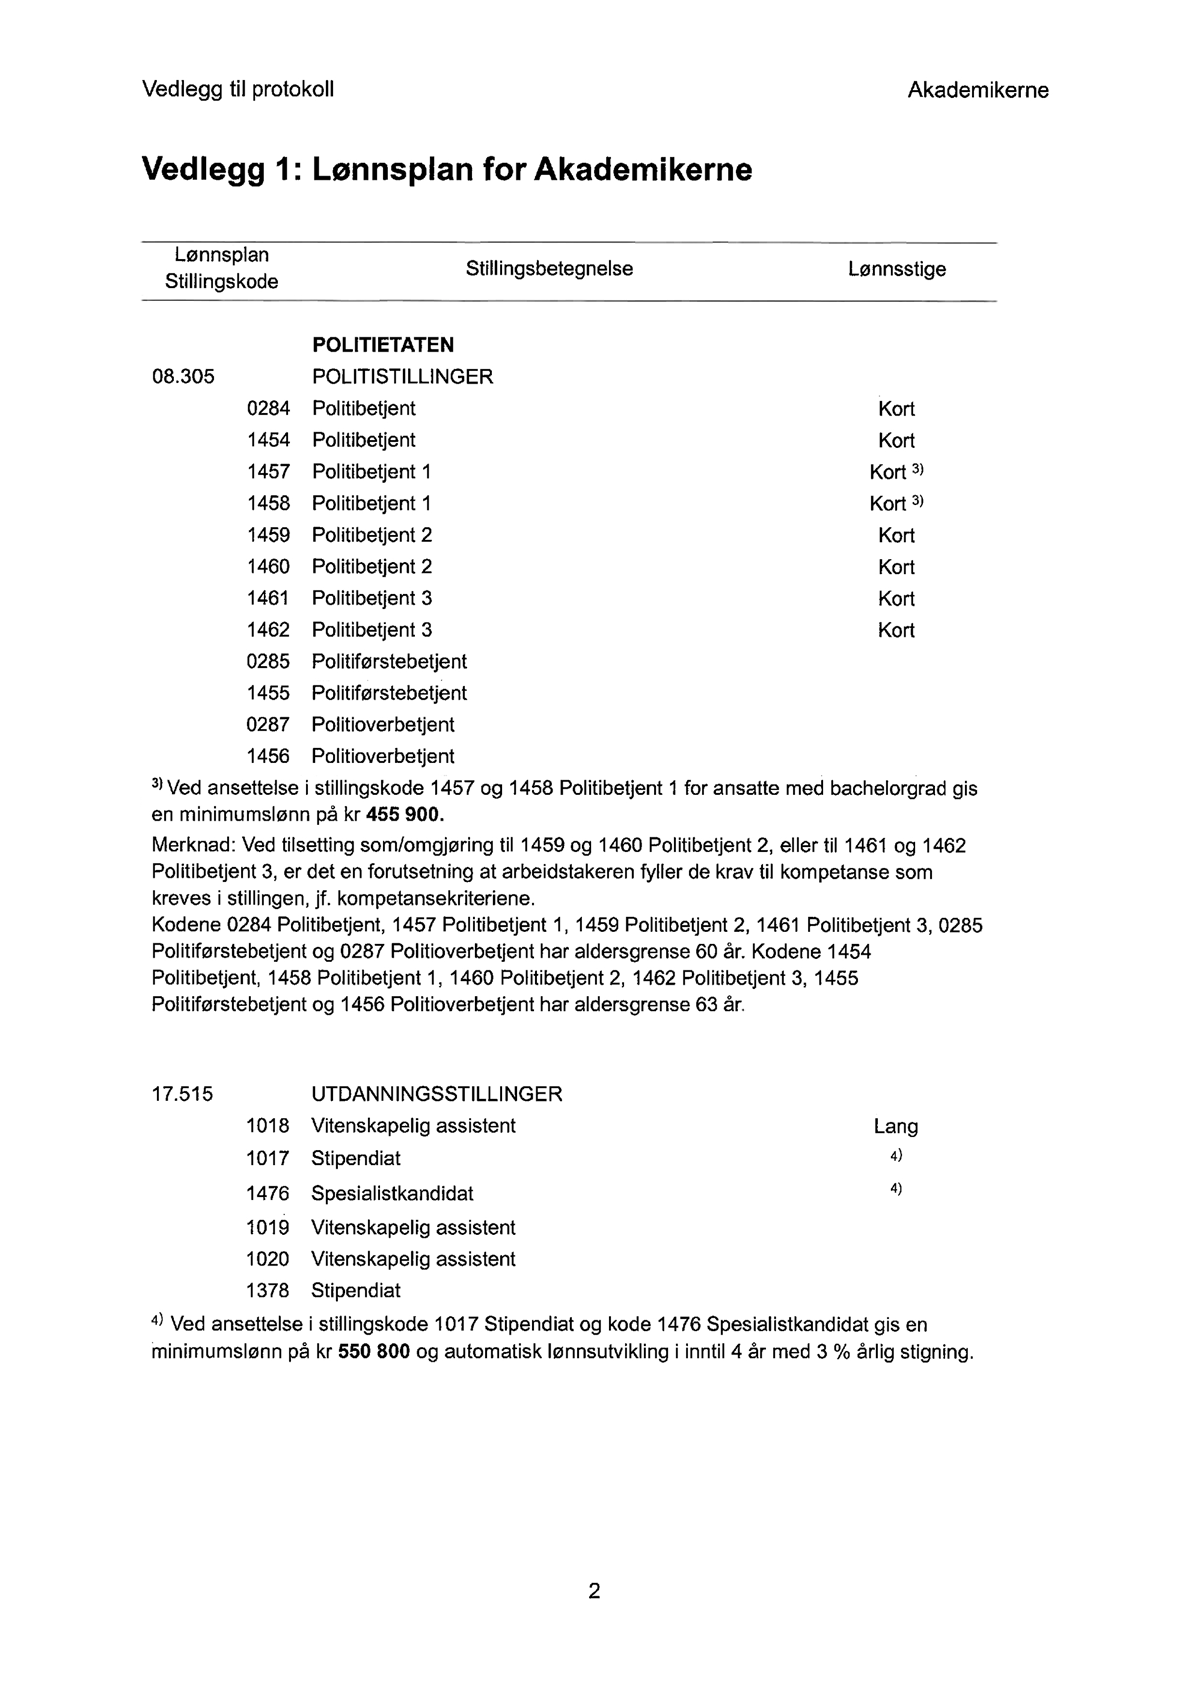 Vedlegg til protokoll Akademikerne
Vedlegg 1: Lønnsplan for Akademikerne
Lønnsplan
Stillingskode Stillingsbetegnelse Lønnsstige
POLITIETATEN
08.305 POLITISTILLINGER
0284 Politibetjent Kort
1454 Politibetjent Kort
1457 Politibetjent 1 Kort 3)
1458 Politibetjent 1 Kort 3)
1459 Politibetjent 2 Kort
1460 Politibetjent 2 Kort
1461 Politibetjent 3 Kort
1462 Politibetjent 3 Kort
0285 Politiførstebetjent
1455 Politiførstebetjent
0287 Politioverbetjent
1456 Politioverbetjent
3) Ved ansettelse i stillingskode 1457 og 1458 Politibetjent 1 for ansatte med bachelorgrad gis
en minimumslønn på kr 455 900.
Merknad: Ved tilsetting som/omgjøring til 1459 og 1460 Politibetjent 2, eller til 1461 og 1462
Politibetjent 3, er det en forutsetning at arbeidstakeren fyller de krav til kompetanse som
kreves i stillingen, jf. kompetansekriteriene.
Kodene 0284 Politibetjent, 1457 Politibetjent 1, 1459 Politibetjent 2, 1461 Politibetjent 3, 0285
Politiførstebetjent og 0287 Politioverbetjent har aldersgrense 60 år. Kodene 1454
Politibetjent, 1458 Politibetjent 1, 1460 Politibetjent 2, 1462 Politibetjent 3, 1455
Politiførstebetjent og 1456 Politioverbetjent har aldersgrense 63 år.
17.515 UTDANNINGSSTILLINGER
1018 Vitenskapelig assistent Lang
1017 Stipendiat 4)
1476 Spesialistkandidat 4)
1019 Vitenskapelig assistent
1020 Vitenskapelig assistent
1378 Stipendiat
4) Ved ansettelse i stillingskode 1017 Stipendiat og kode 1476 Spesialistkandidat gis en
minimumslønn på kr 550 800 og automatisk lønnsutvikling i inntil 4 år med 3 % årlig stigning.
2